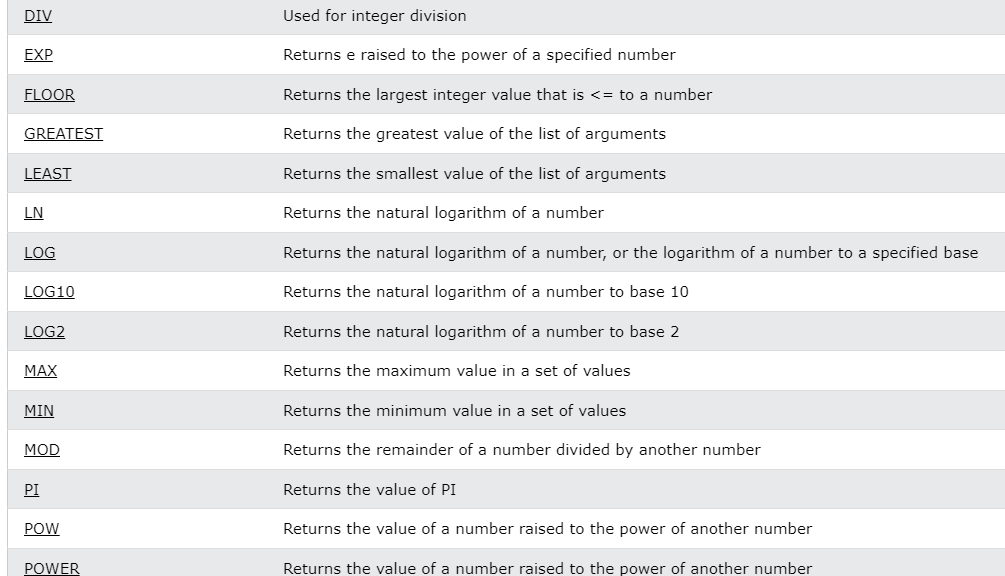 DIV Used for integer division
EXP Returns e raised to the power of a specified number
FLOOR Returns the largest integer value that is <= to a number
GREATEST Returns the greatest value of the list of arguments
LEAST Returns the smallest value of the list of arguments
LN Returns the natural logarithm of a number
LOG Returns the natural logarithm of a number, or the logarithm of a number to a specified base
LOG10 Returns the natural logarithm of a number to base 10
LOG2 Returns the natural logarithm of a number to base 2
MAX Returns the maximum value in a set of values
MIN Returns the minimum value in a set of values
MOD Returns the remainder of a number divided by another number
PI Returns the value of PI
POW Returns the value of a number raised to the power of another number
POWER Returns the value of a number raised to the power of another number